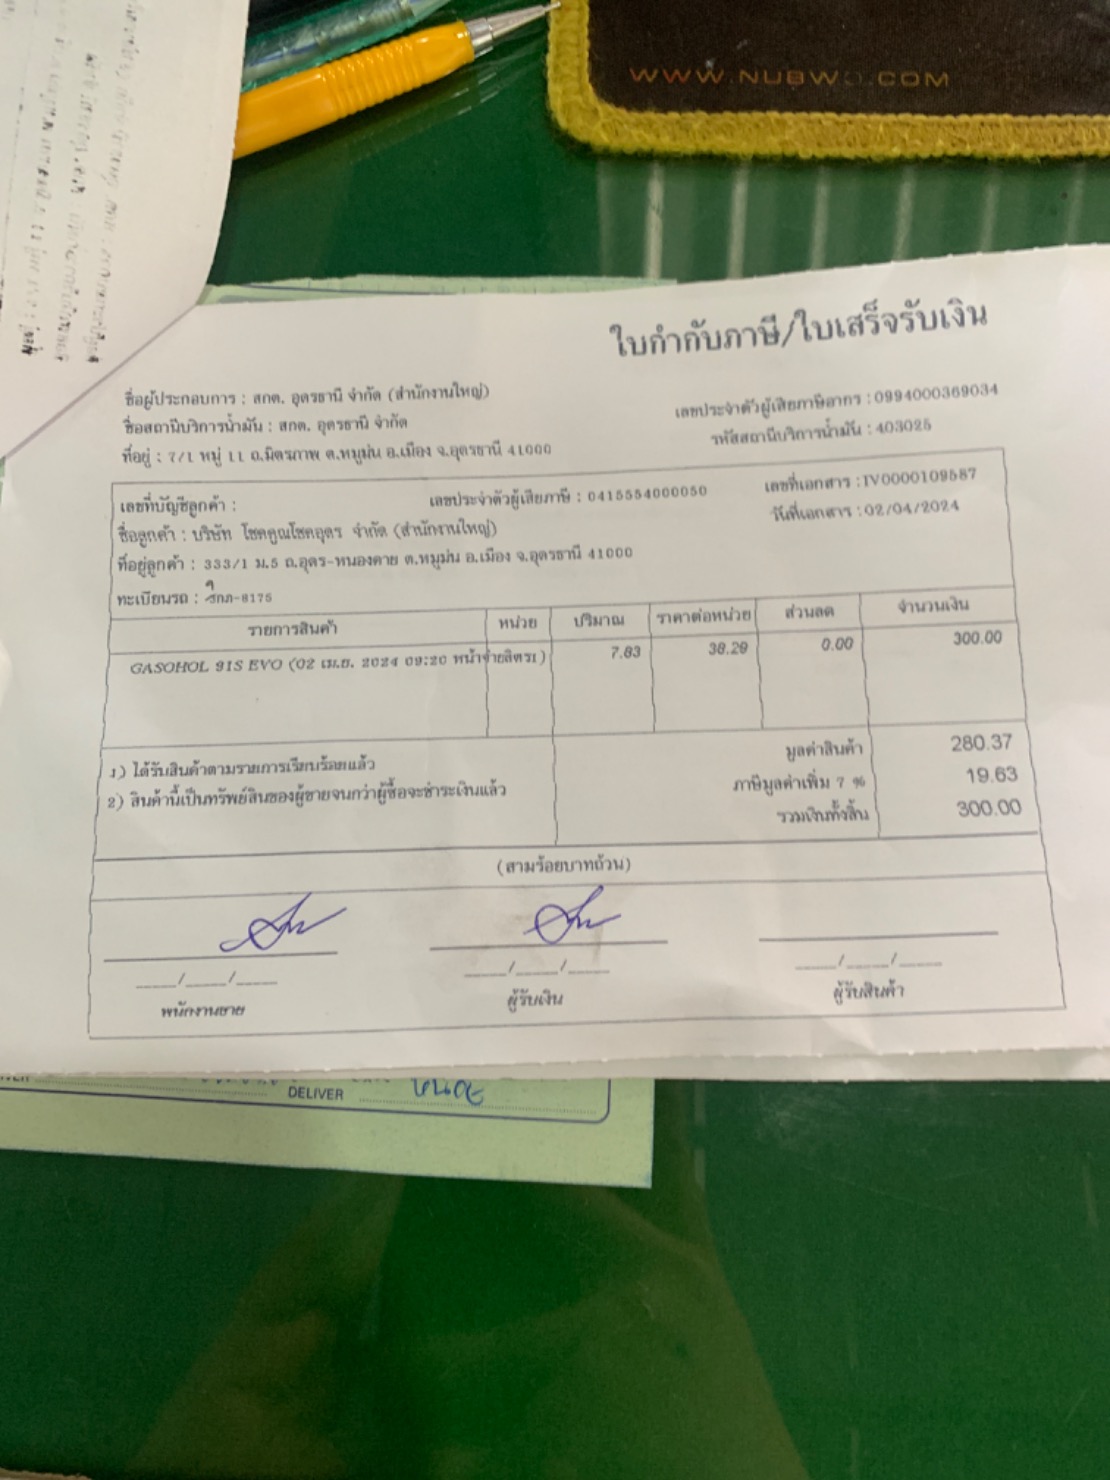 WWW.NUBWO.COM
ใบกำกับภาษี/ใบเสร็จรับเงิน
ชื่อผู้ประกอบการ : สกต. อุดรธานี จำกัด (สำนักงานใหญ่)
เลขประจำตัวผู้เสียภาษีอากร : 0994000369034
ชื่อสถานีบริการน้ำมัน : สกต. อุดรธานี จำกัด
รหัสสถานีบริการน้ำมัน : 403025
ที่อยู่ : 7/1 หมู่ 11 ถ.มิตรภาพ ต.หมูม่น อ.เมือง จ.อุดรธานี 41000
เลขที่บัญชีลูกค้า : เลขประจำตัวผู้เสียภาษี : 0415554000050 เลขที่เอกสาร : IV0000109587
ชื่อลูกค้า : บริษัท โชคคูณโชคอุดร จำกัด (สำนักงานใหญ่) วันที่เอกสาร : 02/04/2024
ที่อยู่ลูกค้า : 333/1 ม.5 ถ.อุดร-หนองคาย ต.หมูม่น อ.เมือง จ.อุดรธานี 41000
ทะเบียนรถ : -8175
รายการสินค้า หน่วย ปริมาณ ราคาต่อหน่วย ส่วนลด จำนวนเงิน
GASOHOL 91S EVO (02 เม.ย. 2024 09:20 หน้าจ่ายลิตร1) 7.83 38.29 0.00 300.00
1) ได้รับสินค้าตามรายการเรียบร้อยแล้ว มูลค่าสินค้า 280.37
2) สินค้านี้เป็นทรัพย์สินของผู้ขายจนกว่าผู้ซื้อจะชำระเงินแล้ว ภาษีมูลค่าเพิ่ม 7 % 19.63
รวมเงินทั้งสิ้น 300.00
(สามร้อยบาทถ้วน)
____/____/____ ____/____/____ ____/____/____
พนักงานขาย ผู้รับเงิน ผู้รับสินค้า
DELIVER